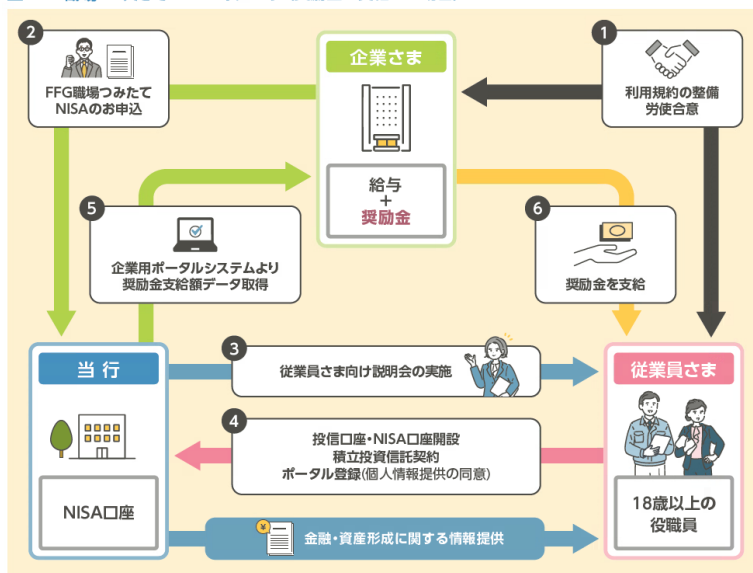 2
FFG職場つみたて
NISAのお申込
企業さま
給与
+
奨励金
1
利用規約の整備
労使合意
5
企業用ポータルシステムより
奨励金支給額データ取得
6
奨励金を支給
当行
NISA口座
3
従業員さま向け説明会の実施
4
投信口座・NISA口座開設
積立投資信託契約
ポータル登録(個人情報提供の同意)
¥
金融・資産形成に関する情報提供
従業員さま
18歳以上の
役職員